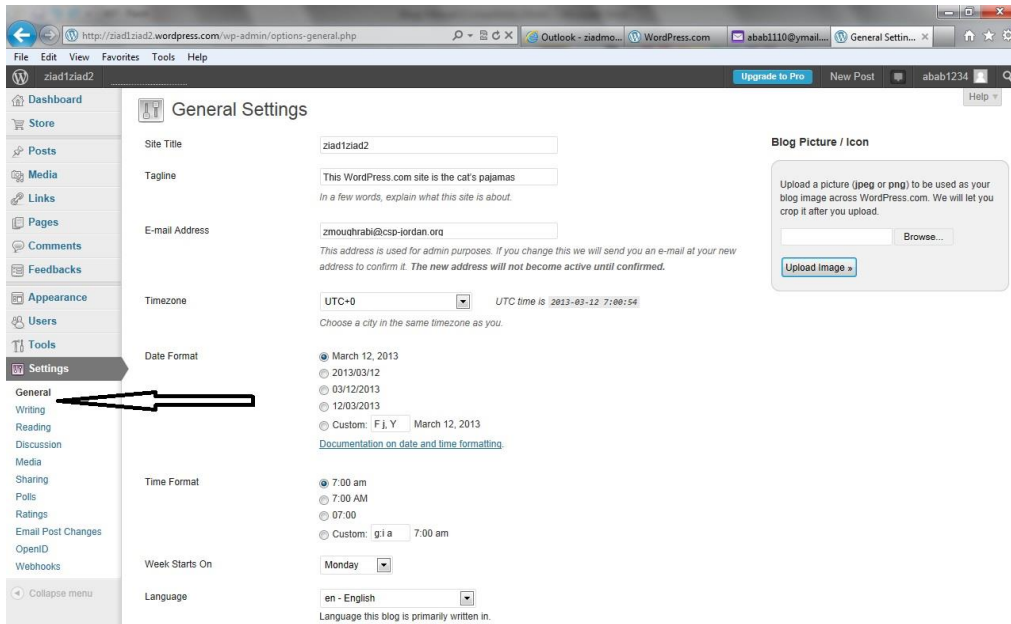 http://ziad1ziad2.wordpress.com/wp-admin/options-general.php
Outlook - ziadmo...
WordPress.com
abab1110@ymail....
General Settin...
File Edit View Favorites Tools Help
ziad1ziad2
Upgrade to Pro
New Post
abab1234
Dashboard
Store
Posts
Media
Links
Pages
Comments
Feedbacks
Appearance
Users
Tools
Settings
General
Writing
Reading
Discussion
Media
Sharing
Polls
Ratings
Email Post Changes
OpenID
Webhooks
Collapse menu
Help
General Settings
Site Title
ziad1ziad2
Tagline
This WordPress.com site is the cat's pajamas
In a few words, explain what this site is about.
E-mail Address
zmoughrabi@csp-jordan.org
This address is used for admin purposes. If you change this we will send you an e-mail at your new
address to confirm it. The new address will not become active until confirmed.
Timezone
UTC+0
UTC time is 2013-03-12 7:00:54
Choose a city in the same timezone as you.
Date Format
March 12, 2013
2013/03/12
03/12/2013
12/03/2013
Custom: F j, Y March 12, 2013
Documentation on date and time formatting.
Time Format
7:00 am
7:00 AM
07:00
Custom: g:i a 7:00 am
Week Starts On
Monday
Language
en - English
Language this blog is primarily written in.
Blog Picture / Icon
Upload a picture (jpeg or png) to be used as your
blog image across WordPress.com. We will let you
crop it after you upload.
Browse...
Upload Image »